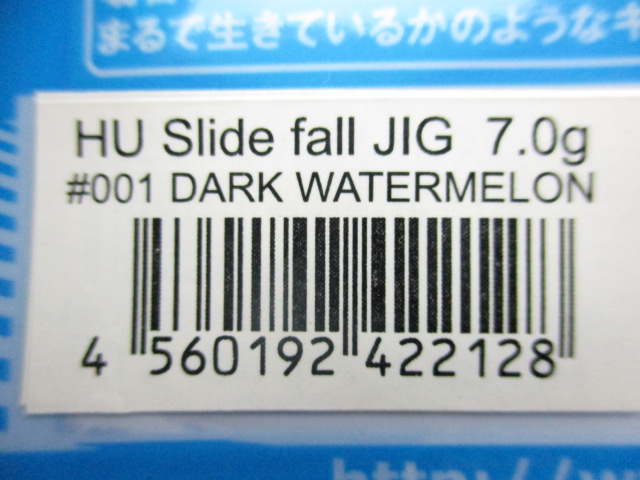 まるで生きているかのようなキ
HU Slide fall JIG 7.0g
#001 DARK WATERMELON
4 560192 422128
http://w